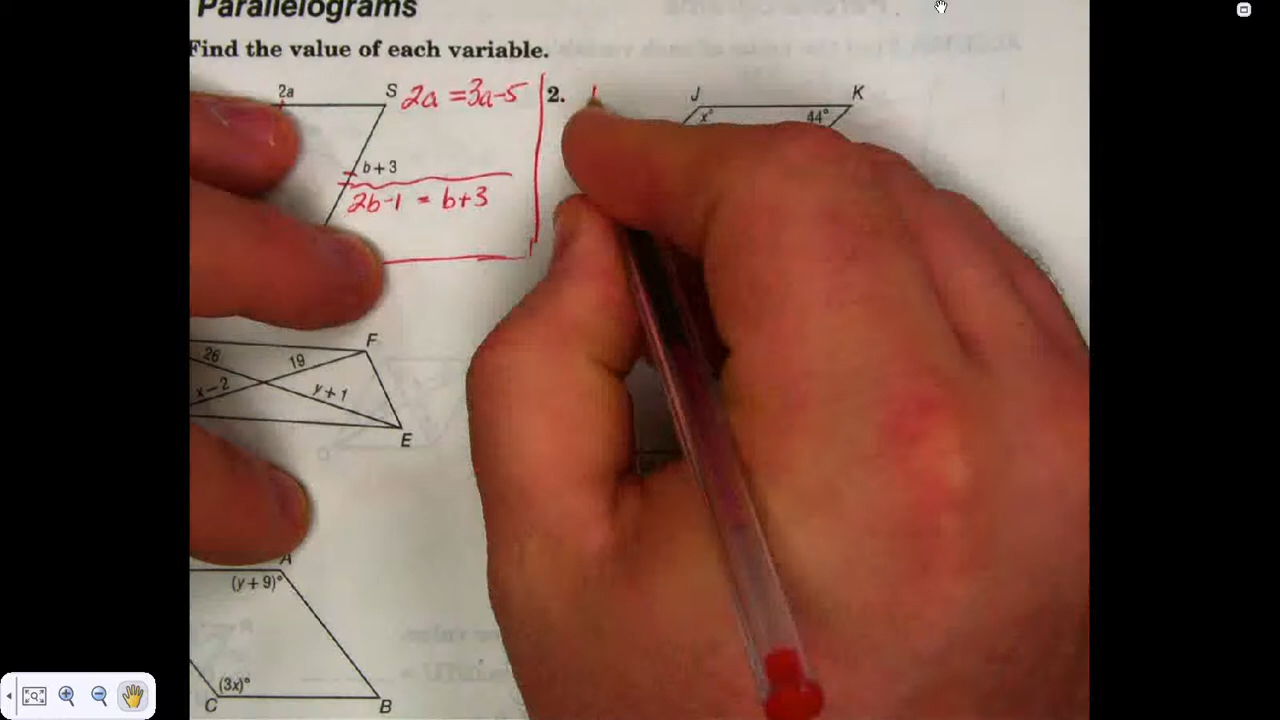 Parallelograms
Find the value of each variable.
2a
S
2a = 3a-5
b + 3
2b-1 = b+3
2.
J
K
x°
44°
F
26
19
x – 2
y + 1
E
A
(y + 9)°
(3x)°
C
B